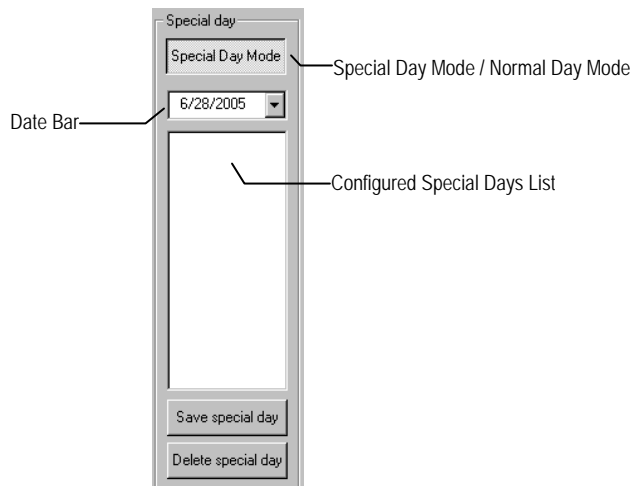 Special day
Special Day Mode
Special Day Mode / Normal Day Mode
6/28/2005
Date Bar
Configured Special Days List
Save special day
Delete special day